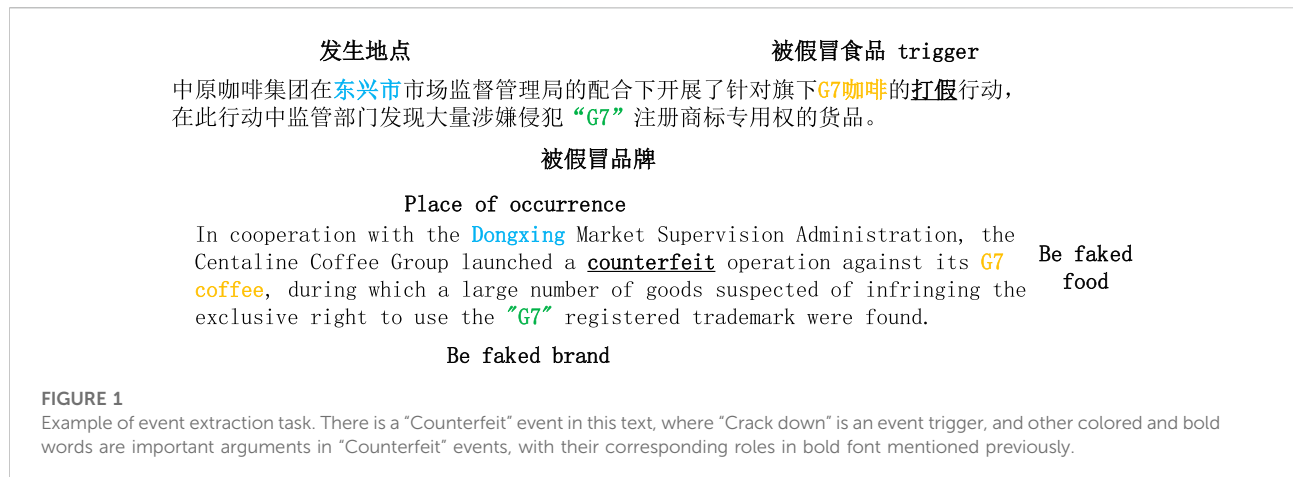 发生地点 被假冒食品 trigger
中原咖啡集团在东兴市市场监督管理局的配合下开展了针对旗下G7咖啡的打假行动，
在此行动中监管部门发现大量涉嫌侵犯“G7”注册商标专用权的货品。
被假冒品牌
Place of occurrence
In cooperation with the Dongxing Market Supervision Administration, the
Centaline Coffee Group launched a counterfeit operation against its G7
coffee, during which a large number of goods suspected of infringing the
exclusive right to use the "G7" registered trademark were found.
Be faked
food
Be faked brand
FIGURE 1
Example of event extraction task. There is a “Counterfeit” event in this text, where “Crack down” is an event trigger, and other colored and bold
words are important arguments in “Counterfeit” events, with their corresponding roles in bold font mentioned previously.